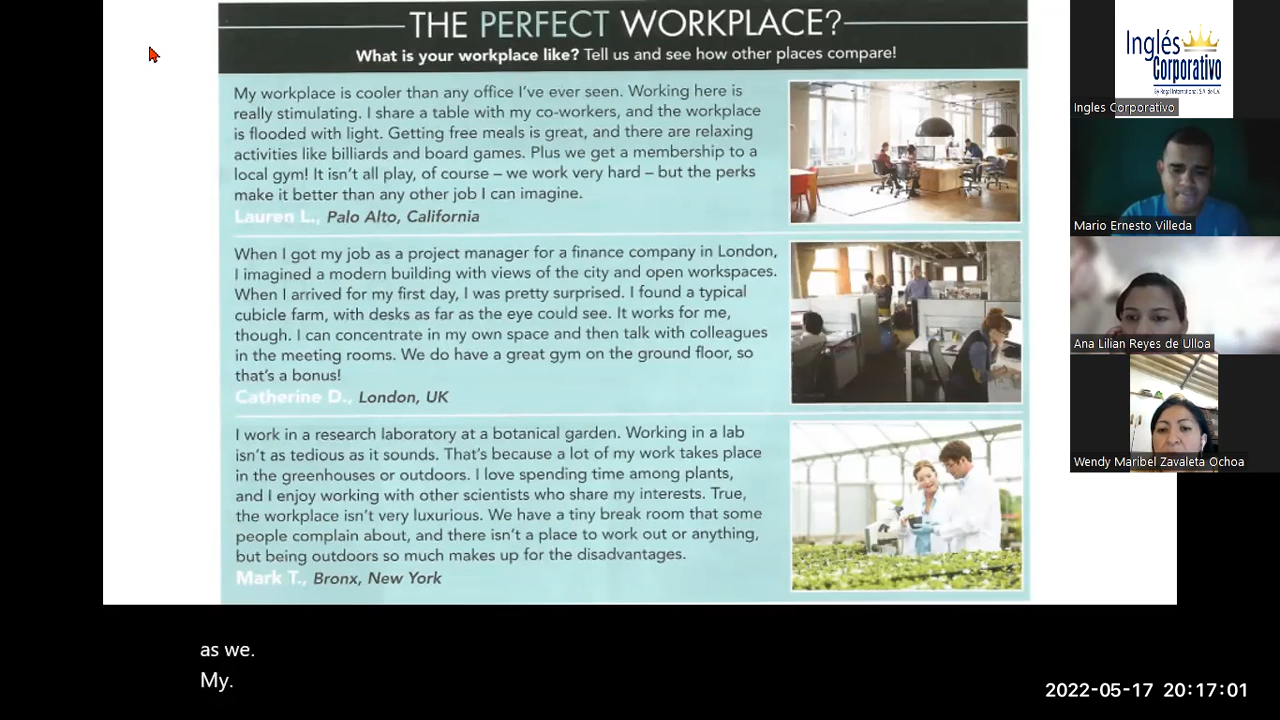 THE PERFECT WORKPLACE?
What is your workplace like? Tell us and see how other places compare!
My workplace is cooler than any office I've ever seen. Working here is
really stimulating. I share a table with my co-workers, and the workplace
is flooded with light. Getting free meals is great, and there are relaxing
activities like billiards and board games. Plus we get a membership to a
local gym! It isn't all play, of course – we work very hard – but the perks
make it better than any other job I can imagine.
Lauren L., Palo Alto, California
When I got my job as a project manager for a finance company in London,
I imagined a modern building with views of the city and open workspaces.
When I arrived for my first day, I was pretty surprised. I found a typical
cubicle farm, with desks as far as the eye could see. It works for me,
though. I can concentrate in my own space and then talk with colleagues
in the meeting rooms. We do have a great gym on the ground floor, so
that's a bonus!
Catherine D., London, UK
I work in a research laboratory at a botanical garden. Working in a lab
isn't as tedious as it sounds. That's because a lot of my work takes place
in the greenhouses or outdoors. I love spending time among plants,
and I enjoy working with other scientists who share my interests. True,
the workplace isn't very luxurious. We have a tiny break room that some
people complain about, and there isn't a place to work out or anything,
but being outdoors so much makes up for the disadvantages.
Mark T., Bronx, New York
Inglés
Corporativo
Ingles Corporativo
Mario Ernesto Villeda
Ana Lilian Reyes de Ulloa
Wendy Maribel Zavaleta Ochoa
as we.
My.
2022-05-17 20:17:01